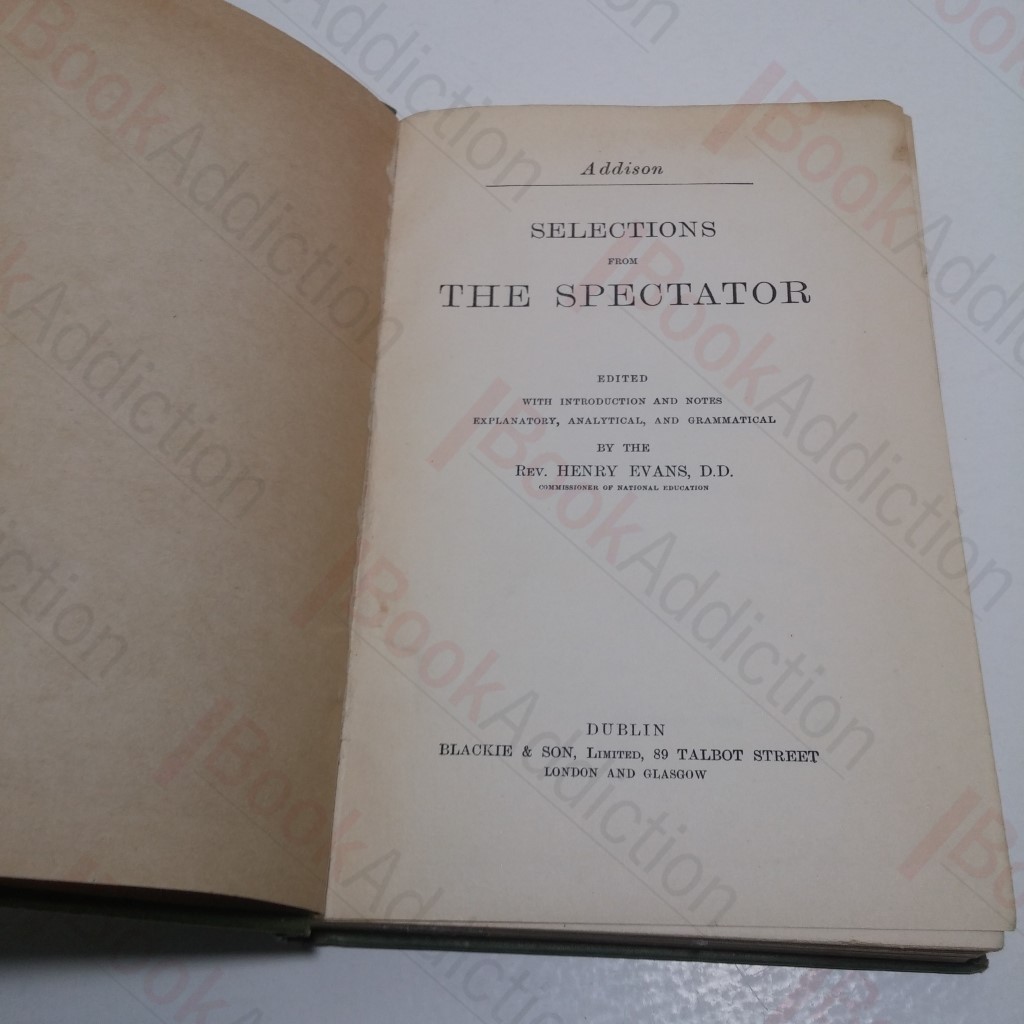 Addison
SELECTIONS
FROM
THE SPECTATOR
EDITED
WITH INTRODUCTION AND NOTES
EXPLANATORY, ANALYTICAL, AND GRAMMATICAL
BY THE
REV. HENRY EVANS, D.D.
COMMISSIONER OF NATIONAL EDUCATION
DUBLIN
BLACKIE & SON, LIMITED, 89 TALBOT STREET
LONDON AND GLASGOW
BookAddiction